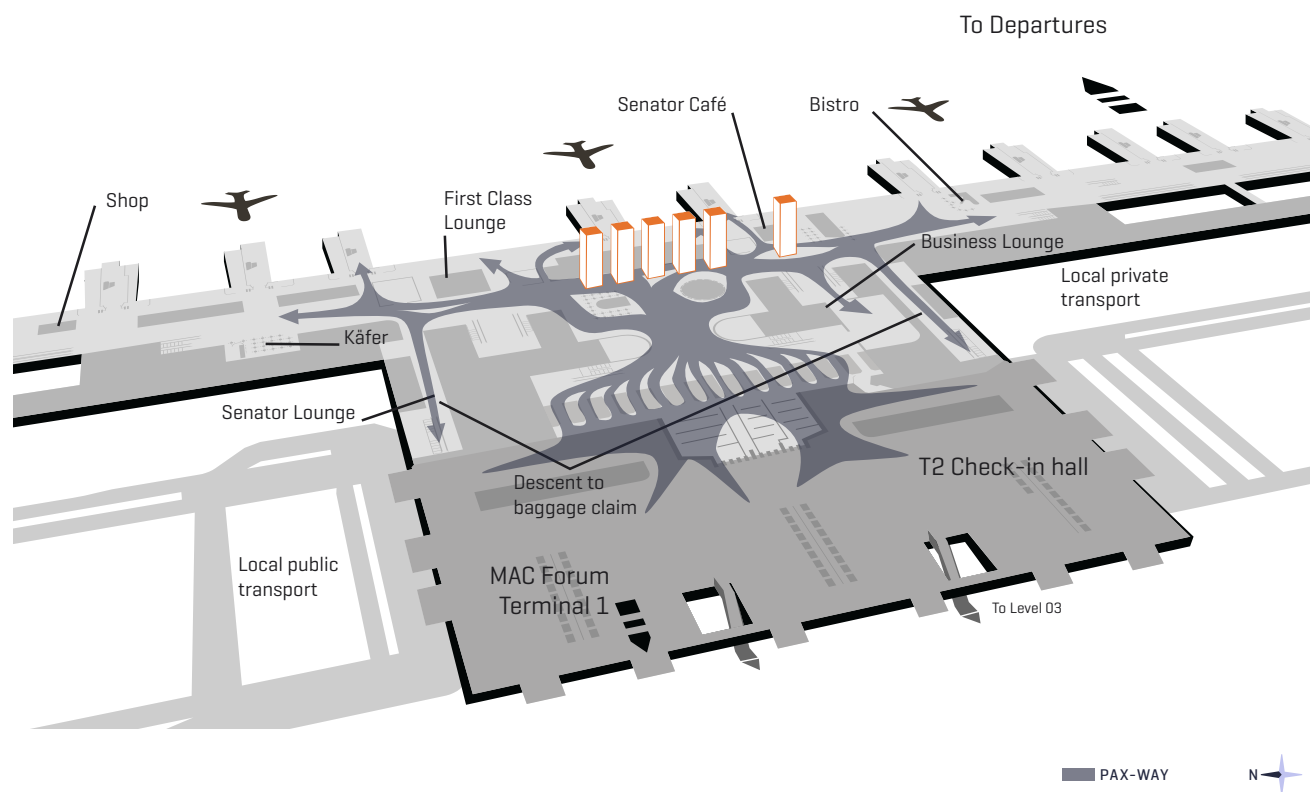 To Departures
Senator Café
Bistro
Shop
First Class
Lounge
Business Lounge
Local private
transport
Käfer
Senator Lounge
T2 Check-in hall
Descent to
baggage claim
Local public
transport
MAC Forum
Terminal 1
To Level 03
PAX-WAY
N